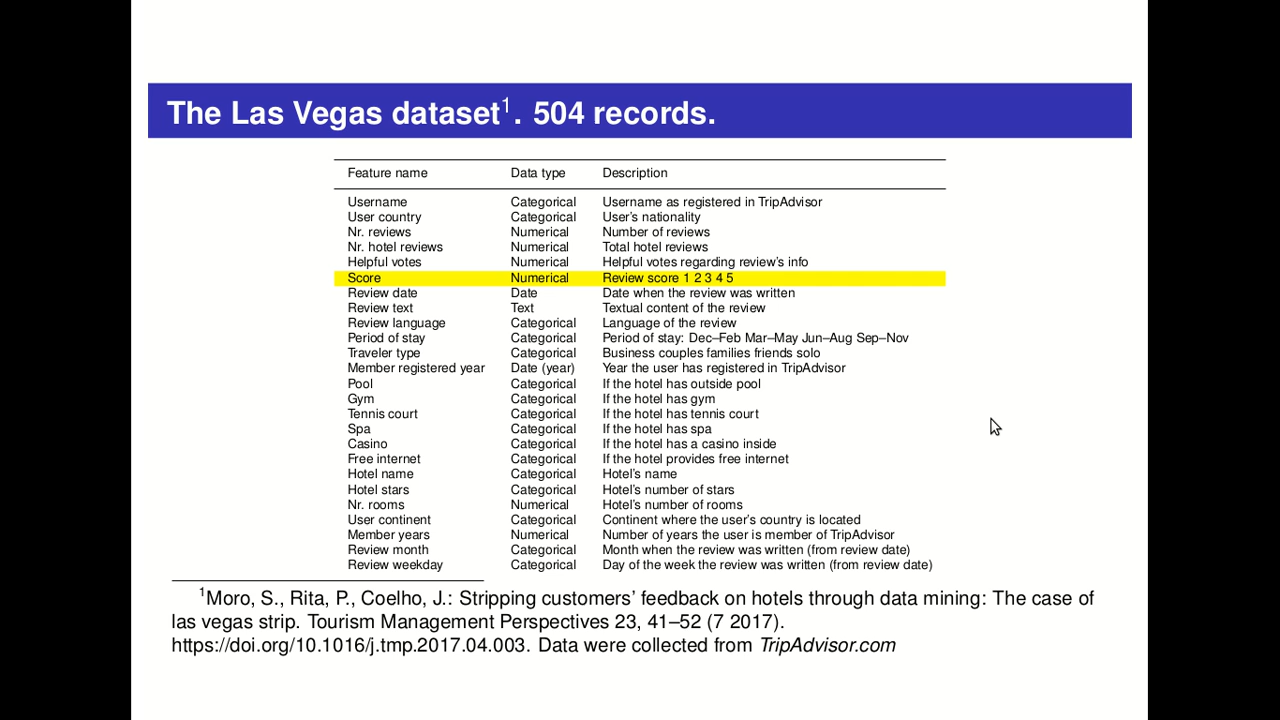 The Las Vegas dataset¹. 504 records.
Feature name Data type Description
Username Categorical Username as registered in TripAdvisor
User country Categorical User's nationality
Nr. reviews Numerical Number of reviews
Nr. hotel reviews Numerical Total hotel reviews
Helpful votes Numerical Helpful votes regarding review's info
Score Numerical Review score 1 2 3 4 5
Review date Date Date when the review was written
Review text Text Textual content of the review
Review language Categorical Language of the review
Period of stay Categorical Period of stay: Dec–Feb Mar–May Jun–Aug Sep–Nov
Traveler type Categorical Business couples families friends solo
Member registered year Date (year) Year the user has registered in TripAdvisor
Pool Categorical If the hotel has outside pool
Gym Categorical If the hotel has gym
Tennis court Categorical If the hotel has tennis court
Spa Categorical If the hotel has spa
Casino Categorical If the hotel has a casino inside
Free internet Categorical If the hotel provides free internet
Hotel name Categorical Hotel's name
Hotel stars Categorical Hotel's number of stars
Nr. rooms Numerical Hotel's number of rooms
User continent Categorical Continent where the user's country is located
Member years Numerical Number of years the user is member of TripAdvisor
Review month Categorical Month when the review was written (from review date)
Review weekday Categorical Day of the week the review was written (from review date)
¹Moro, S., Rita, P., Coelho, J.: Stripping customers' feedback on hotels through data mining: The case of
las vegas strip. Tourism Management Perspectives 23, 41–52 (7 2017).
https://doi.org/10.1016/j.tmp.2017.04.003. Data were collected from TripAdvisor.com